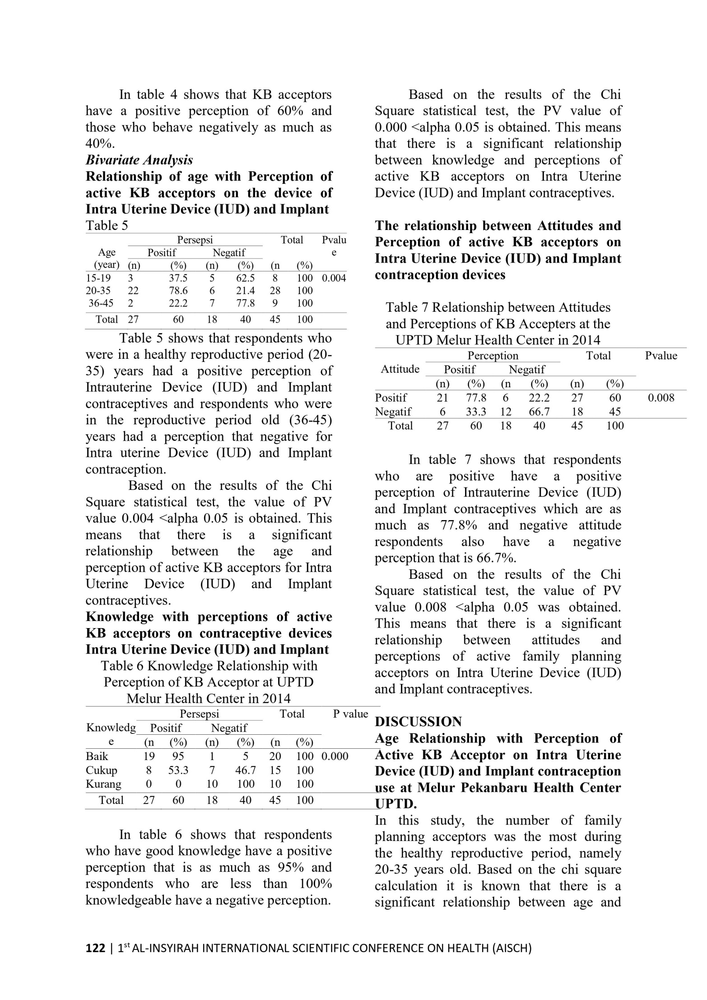 In table 4 shows that KB acceptors
have a positive perception of 60% and
those who behave negatively as much as
40%.
Bivariate Analysis
Relationship of age with Perception of
active KB acceptors on the device of
Intra Uterine Device (IUD) and Implant
Table 5
Persepsi Total Pvalu
Age Positif Negatif e
(year) (n) (%) (n) (%) (n (%)
15-19 3 37.5 5 62.5 8 100 0.004
20-35 22 78.6 6 21.4 28 100
36-45 2 22.2 7 77.8 9 100
Total 27 60 18 40 45 100
Table 5 shows that respondents who
were in a healthy reproductive period (20-
35) years had a positive perception of
Intrauterine Device (IUD) and Implant
contraceptives and respondents who were
in the reproductive period old (36-45)
years had a perception that negative for
Intra uterine Device (IUD) and Implant
contraception.
Based on the results of the Chi
Square statistical test, the value of PV
value 0.004 <alpha 0.05 is obtained. This
means that there is a significant
relationship between the age and
perception of active KB acceptors for Intra
Uterine Device (IUD) and Implant
contraceptives.
Knowledge with perceptions of active
KB acceptors on contraceptive devices
Intra Uterine Device (IUD) and Implant
Table 6 Knowledge Relationship with
Perception of KB Acceptor at UPTD
Melur Health Center in 2014
Persepsi Total P value
Knowledg Positif Negatif
e (n (%) (n) (%) (n (%)
Baik 19 95 1 5 20 100 0.000
Cukup 8 53.3 7 46.7 15 100
Kurang 0 0 10 100 10 100
Total 27 60 18 40 45 100
In table 6 shows that respondents
who have good knowledge have a positive
perception that is as much as 95% and
respondents who are less than 100%
knowledgeable have a negative perception.
Based on the results of the Chi
Square statistical test, the PV value of
0.000 <alpha 0.05 is obtained. This means
that there is a significant relationship
between knowledge and perceptions of
active KB acceptors on Intra Uterine
Device (IUD) and Implant contraceptives.
The relationship between Attitudes and
Perception of active KB acceptors on
Intra Uterine Device (IUD) and Implant
contraception devices
Table 7 Relationship between Attitudes
and Perceptions of KB Accepters at the
UPTD Melur Health Center in 2014
Perception Total Pvalue
Attitude Positif Negatif
(n) (%) (n (%) (n) (%)
Positif 21 77.8 6 22.2 27 60 0.008
Negatif 6 33.3 12 66.7 18 45
Total 27 60 18 40 45 100
In table 7 shows that respondents
who are positive have a positive
perception of Intrauterine Device (IUD)
and Implant contraceptives which are as
much as 77.8% and negative attitude
respondents also have a negative
perception that is 66.7%.
Based on the results of the Chi
Square statistical test, the value of PV
value 0.008 <alpha 0.05 was obtained.
This means that there is a significant
relationship between attitudes and
perceptions of active family planning
acceptors on Intra Uterine Device (IUD)
and Implant contraceptives.
DISCUSSION
Age Relationship with Perception of
Active KB Acceptor on Intra Uterine
Device (IUD) and Implant contraception
use at Melur Pekanbaru Health Center
UPTD.
In this study, the number of family
planning acceptors was the most during
the healthy reproductive period, namely
20-35 years old. Based on the chi square
calculation it is known that there is a
significant relationship between age and
122 | 1st AL-INSYIRAH INTERNATIONAL SCIENTIFIC CONFERENCE ON HEALTH (AISCH)